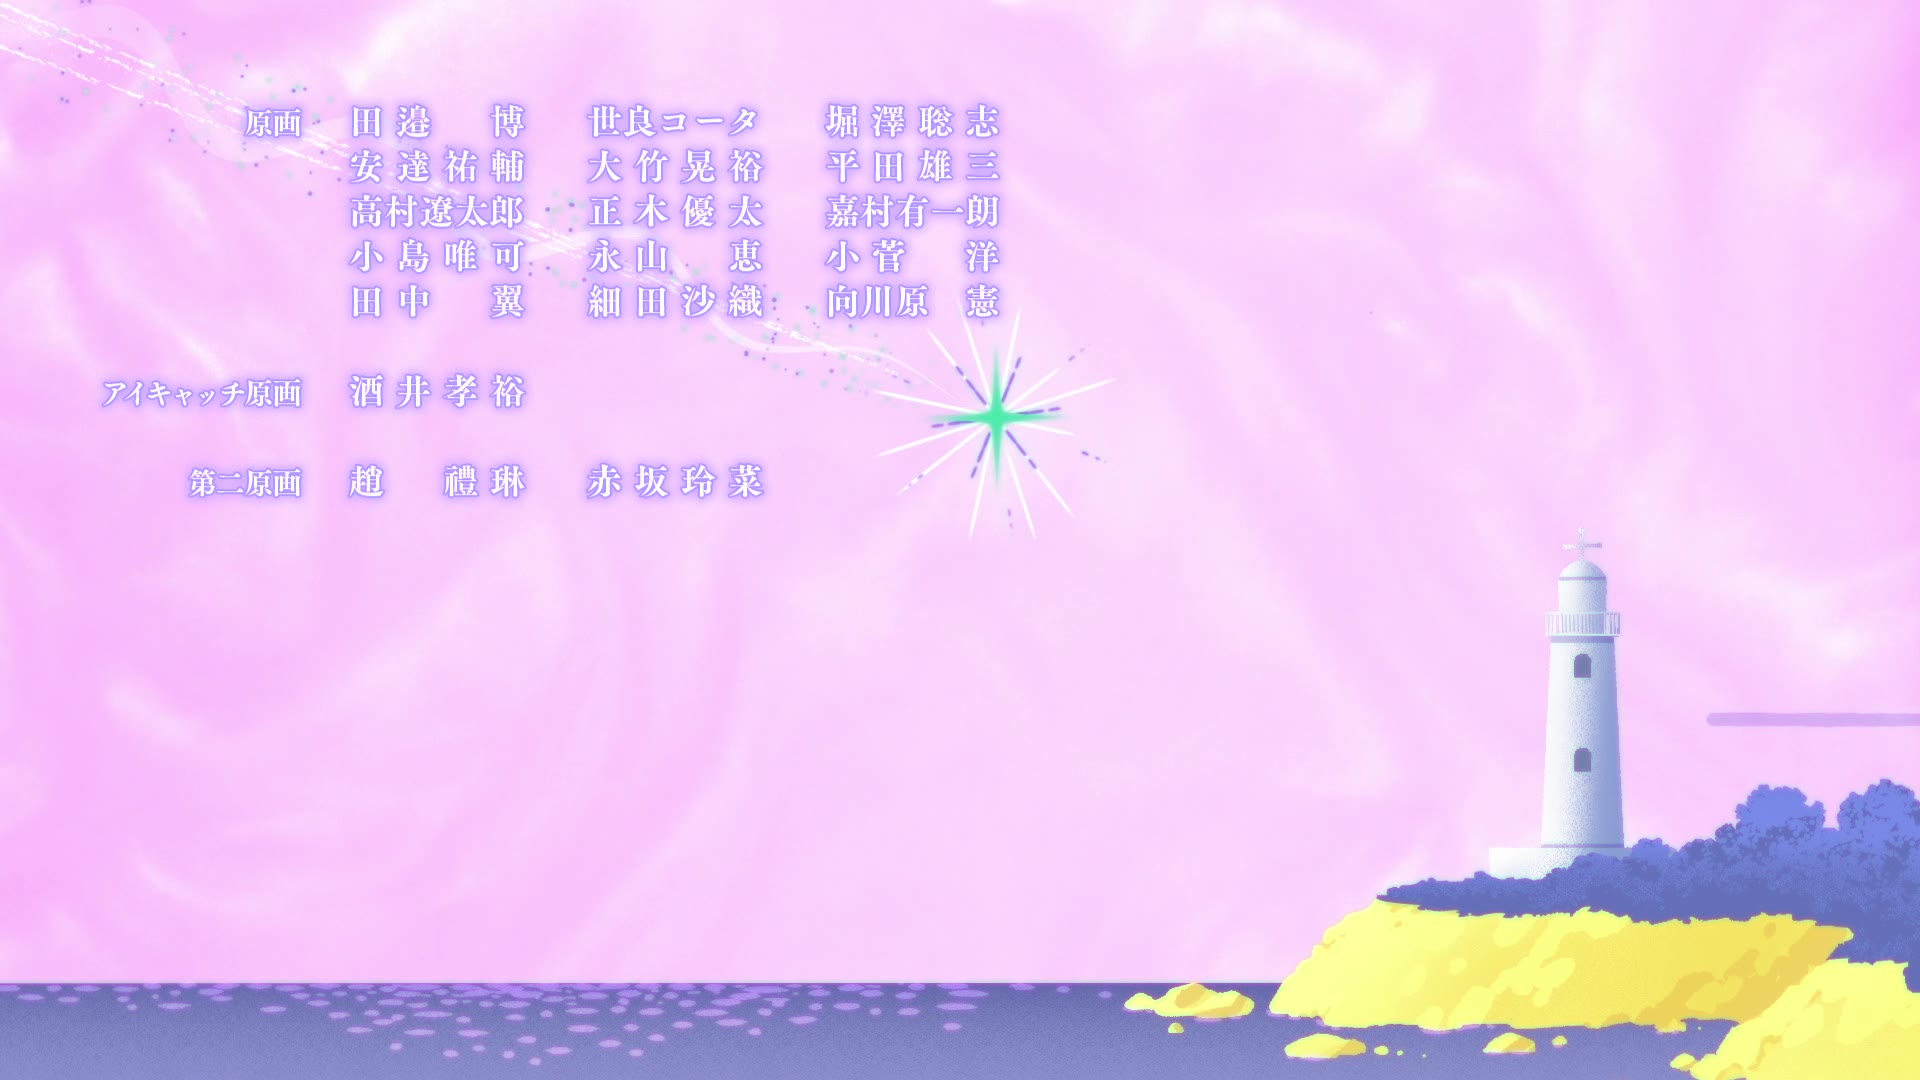 原画 田邉 博 世良コータ 堀澤聡志
安達祐輔 大竹晃裕 平田雄三
高村遼太郎 正木優太 嘉村有一朗
小島唯可 永山 恵 小菅 洋
田中 翼 細田沙織 向川原 憲
アイキャッチ原画 酒井孝裕
第二原画 趙 禮琳 赤坂玲菜